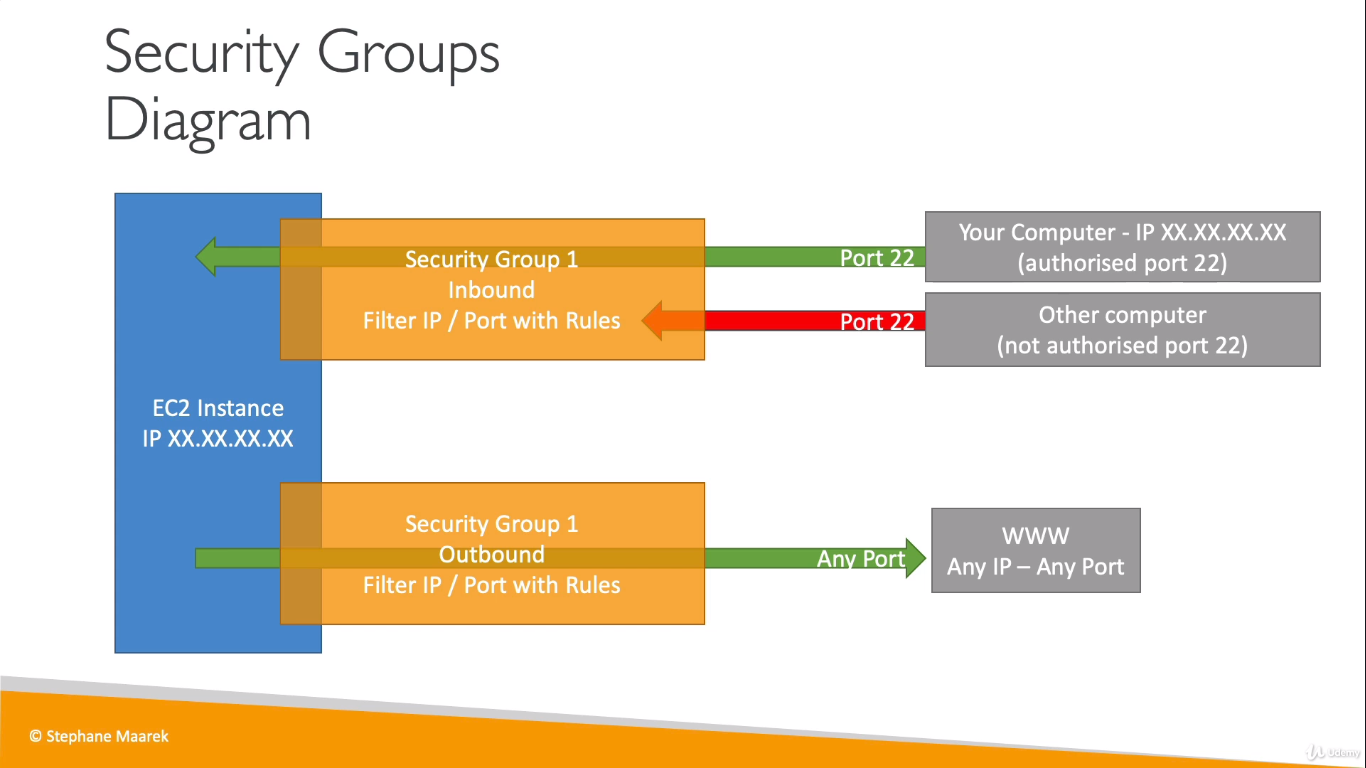 Security Groups
Diagram
Security Group 1
Inbound
Filter IP / Port with Rules
Port 22
Port 22
Your Computer - IP XX.XX.XX.XX
(authorised port 22)
Other computer
(not authorised port 22)
EC2 Instance
IP XX.XX.XX.XX
Security Group 1
Outbound
Filter IP / Port with Rules
Any Port
WWW
Any IP – Any Port
© Stephane Maarek
Udemy